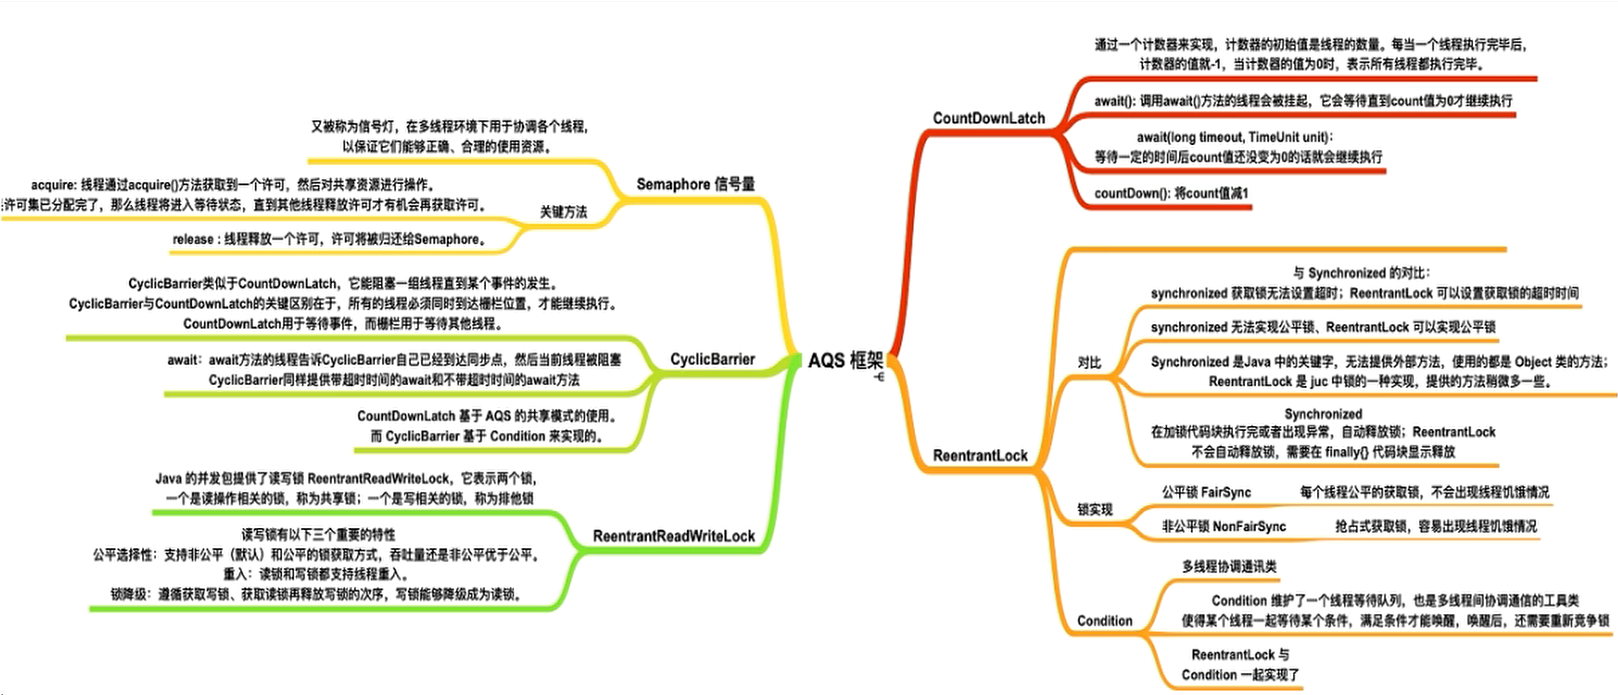 AQS 框架
CountDownLatch
通过一个计数器来实现，计数器的初始值是线程的数量。每当一个线程执行完毕后，
计数器的值就-1，当计数器的值为0时，表示所有线程都执行完毕。
await(): 调用await()方法的线程会被挂起，它会等待直到count值为0才继续执行
await(long timeout, TimeUnit unit)：
等待一定的时间后count值还没变为0的话就会继续执行
countDown(): 将count值减1
ReentrantLock
对比
与 Synchronized 的对比：
synchronized 获取锁无法设置超时；ReentrantLock 可以设置获取锁的超时时间
synchronized 无法实现公平锁、ReentrantLock 可以实现公平锁
Synchronized 是Java 中的关键字，无法提供外部方法，使用的都是 Object 类的方法；
ReentrantLock 是 juc 中锁的一种实现，提供的方法稍微多一些。
Synchronized
在加锁代码块执行完或者出现异常，自动释放锁；ReentrantLock
不会自动释放锁，需要在 finally{} 代码块显示释放
锁实现
公平锁 FairSync
每个线程公平的获取锁，不会出现线程饥饿情况
非公平锁 NonFairSync
抢占式获取锁，容易出现线程饥饿情况
Condition
多线程协调通讯类
Condition 维护了一个线程等待队列，也是多线程间协调通信的工具类
使得某个线程一起等待某个条件，满足条件才能唤醒，唤醒后，还需要重新竞争锁
ReentrantLock 与
Condition 一起实现了
Semaphore 信号量
又被称为信号灯，在多线程环境下用于协调各个线程，
以保证它们能够正确、合理的使用资源。
关键方法
acquire: 线程通过acquire()方法获取到一个许可，然后对共享资源进行操作。
许可集已分配完了，那么线程将进入等待状态，直到其他线程释放许可才有机会再获取许可。
release : 线程释放一个许可，许可将被归还给Semaphore。
CyclicBarrier
CyclicBarrier类似于CountDownLatch，它能阻塞一组线程直到某个事件的发生。
CyclicBarrier与CountDownLatch的关键区别在于，所有的线程必须同时到达栅栏位置，才能继续执行。
CountDownLatch用于等待事件，而栅栏用于等待其他线程。
await：await方法的线程告诉CyclicBarrier自己已经到达同步点，然后当前线程被阻塞
CyclicBarrier同样提供带超时时间的await和不带超时时间的await方法
CountDownLatch 基于 AQS 的共享模式的使用。
而 CyclicBarrier 基于 Condition 来实现的。
ReentrantReadWriteLock
Java 的并发包提供了读写锁 ReentrantReadWriteLock，它表示两个锁，
一个是读操作相关的锁，称为共享锁；一个是写相关的锁，称为排他锁
读写锁有以下三个重要的特性
公平选择性：支持非公平（默认）和公平的锁获取方式，吞吐量还是非公平优于公平。
重入：读锁和写锁都支持线程重入。
锁降级：遵循获取写锁、获取读锁再释放写锁的次序，写锁能够降级成为读锁。